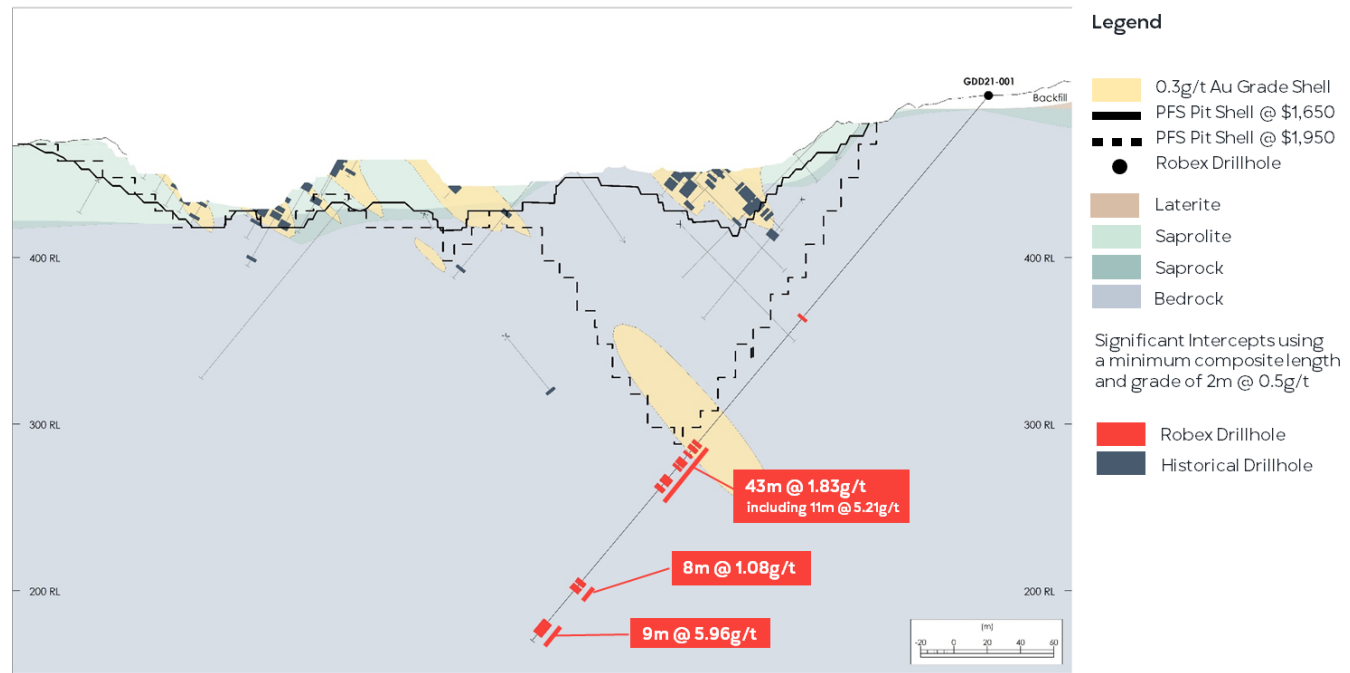 Legend
GDD21-001
Backfill
0.3g/t Au Grade Shell
PFS Pit Shell @ $1,650
PFS Pit Shell @ $1,950
Robex Drillhole
Laterite
Saprolite
Saprock
Bedrock
400 RL
400 RL
Significant Intercepts using
a minimum composite length
and grade of 2m @ 0.5g/t
300 RL
300 RL
Robex Drillhole
Historical Drillhole
43m @ 1.83g/t
including 11m @ 5.21g/t
8m @ 1.08g/t
200 RL
200 RL
9m @ 5.96g/t
(m)
-20 0 20 40 60